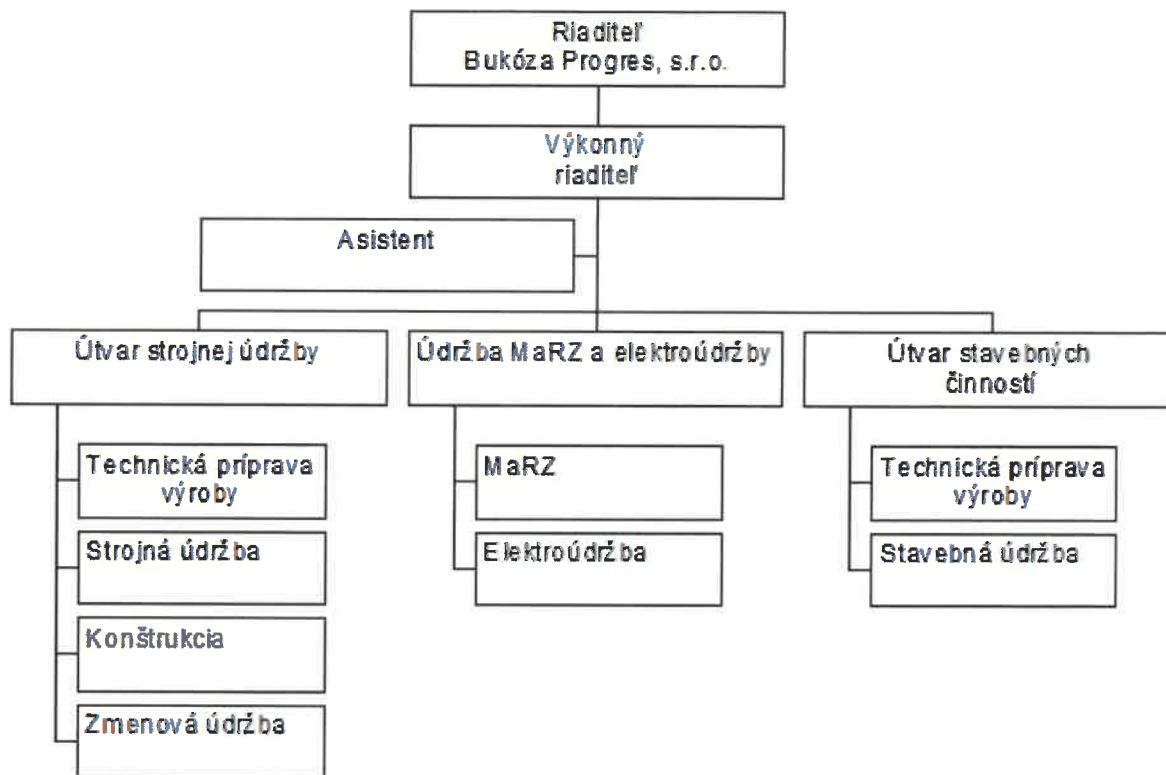 Riaditeľ
Bukóza Progres, s.r.o.
Výkonný
riaditeľ
Asistent
Útvar strojnej údržby
Údržba MaRZ a elektroúdržby
Útvar stavebných
činností
Technická príprava
výroby
Strojná údržba
Konštrukcia
Zmenová údržba
MaRZ
Elektroúdržba
Technická príprava
výroby
Stavebná údržba